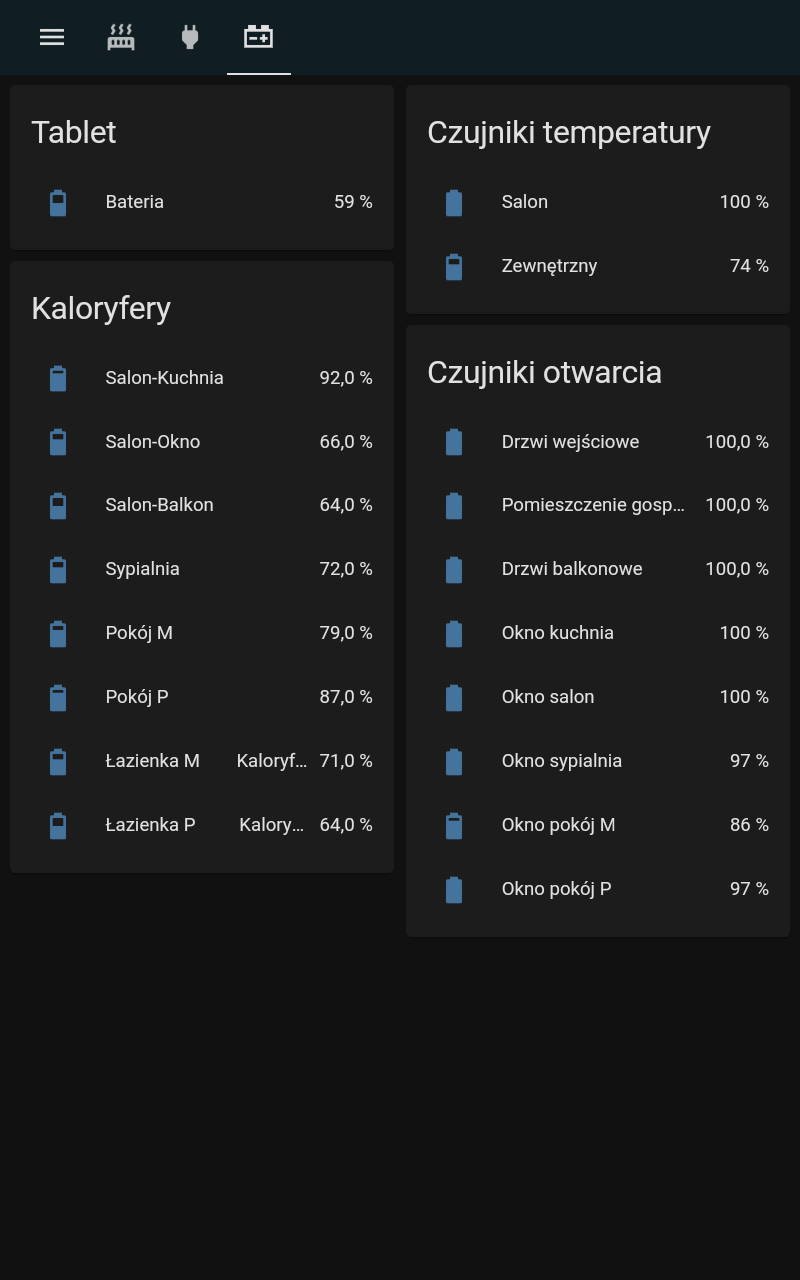 Tablet
Bateria 59 %
Kaloryfery
Salon-Kuchnia 92,0 %
Salon-Okno 66,0 %
Salon-Balkon 64,0 %
Sypialnia 72,0 %
Pokój M 79,0 %
Pokój P 87,0 %
Łazienka M Kaloryf... 71,0 %
Łazienka P Kalory... 64,0 %
Czujniki temperatury
Salon 100 %
Zewnętrzny 74 %
Czujniki otwarcia
Drzwi wejściowe 100,0 %
Pomieszczenie gosp... 100,0 %
Drzwi balkonowe 100,0 %
Okno kuchnia 100 %
Okno salon 100 %
Okno sypialnia 97 %
Okno pokój M 86 %
Okno pokój P 97 %